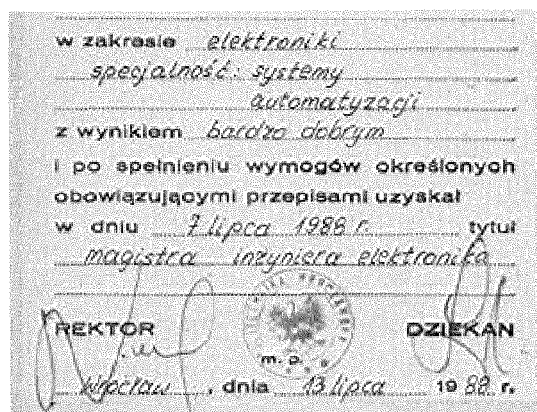 w zakresie elektroniki
specjalność: systemy
automatyzacji
z wynikiem bardzo dobrym
i po spełnieniu wymogów określonych
obowiązującymi przepisami uzyskał
w dniu 7 lipca 1988 r. tytuł
magistra inżyniera elektronika
REKTOR DZIEKAN
m. p.
Wrocław, dnia 13 lipca 1988 r.